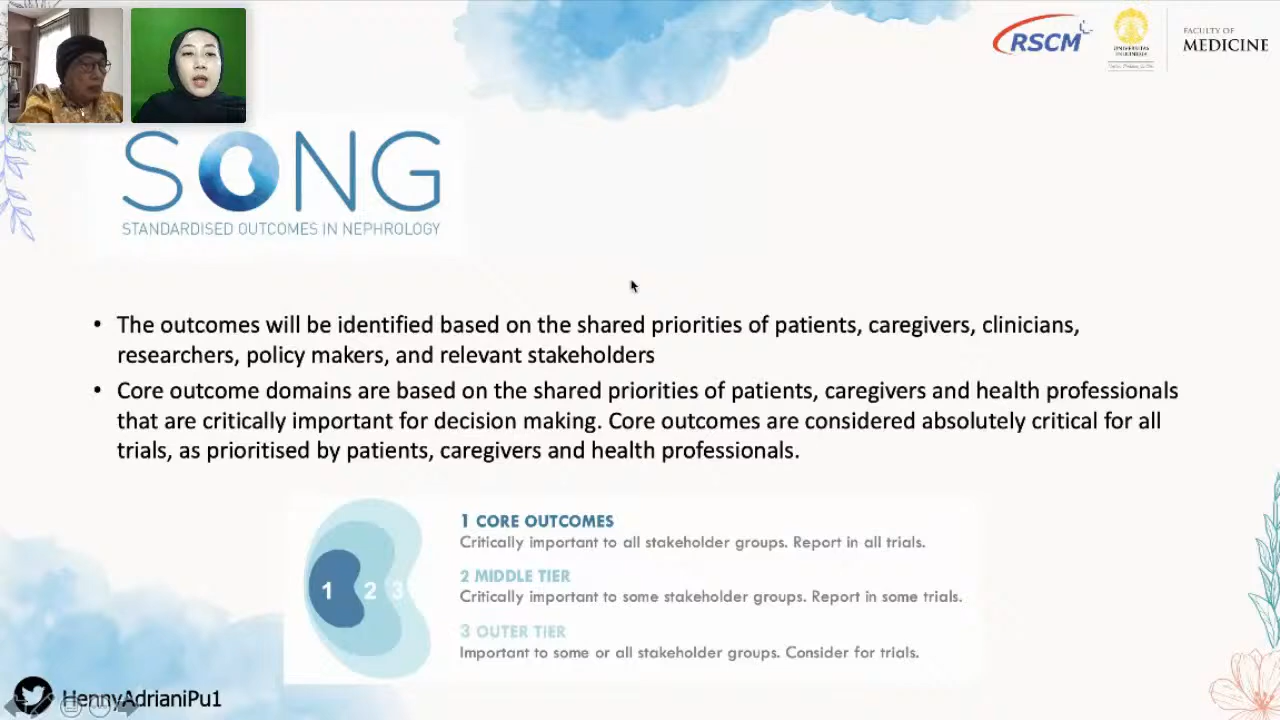 RSCM
UNIVERSITAS
INDONESIA
FACULTY OF
MEDICINE
SONG
STANDARDISED OUTCOMES IN NEPHROLOGY
• The outcomes will be identified based on the shared priorities of patients, caregivers, clinicians,
researchers, policy makers, and relevant stakeholders
• Core outcome domains are based on the shared priorities of patients, caregivers and health professionals
that are critically important for decision making. Core outcomes are considered absolutely critical for all
trials, as prioritised by patients, caregivers and health professionals.
1 2 3
1 CORE OUTCOMES
Critically important to all stakeholder groups. Report in all trials.
2 MIDDLE TIER
Critically important to some stakeholder groups. Report in some trials.
3 OUTER TIER
Important to some or all stakeholder groups. Consider for trials.
HennyAdrianiPu1